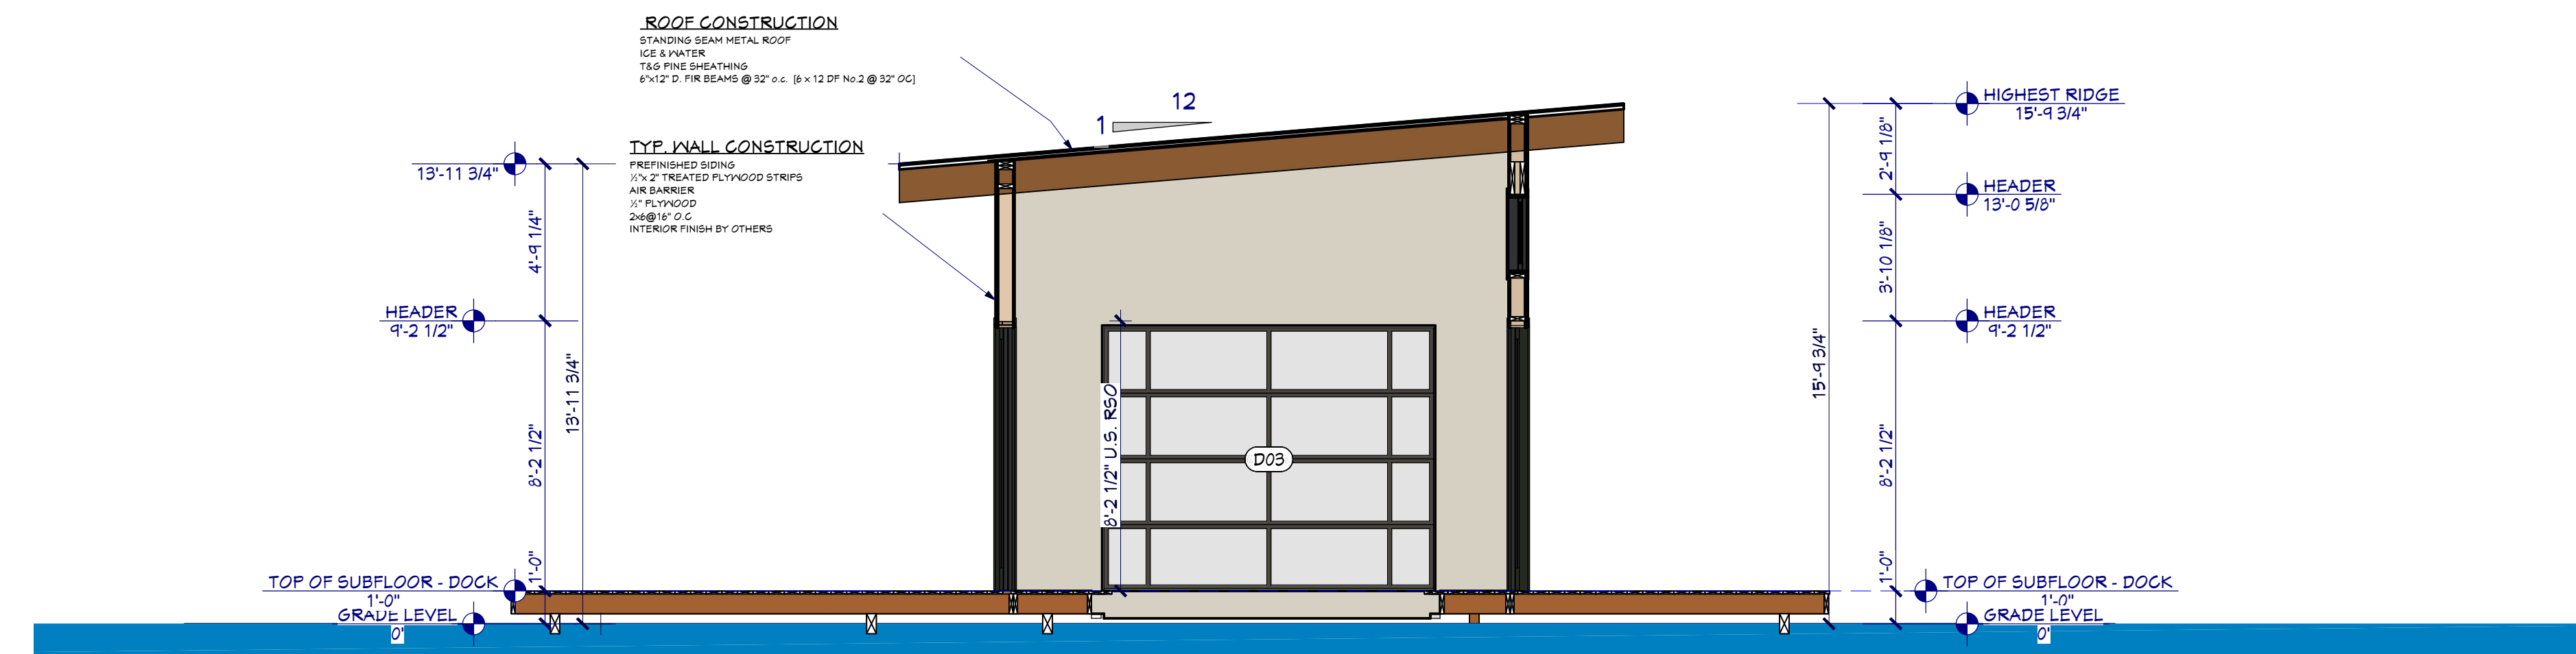 ROOF CONSTRUCTION
STANDING SEAM METAL ROOF
ICE & WATER
T&G PINE SHEATHING
6"x12" D. FIR BEAMS @ 32" o.c. [6 x 12 DF No.2 @ 32" OC]
TYP. WALL CONSTRUCTION
PREFINISHED SIDING
½"x 2" TREATED PLYWOOD STRIPS
AIR BARRIER
½" PLYWOOD
2x6@16" O.C
INTERIOR FINISH BY OTHERS
12
1
13'-11 3/4"
HEADER
9'-2 1/2"
TOP OF SUBFLOOR - DOCK
1'-0"
GRADE LEVEL
0'
4'-9 1/4"
8'-2 1/2"
1'-0"
13'-11 3/4"
8'-2 1/2" U.S. RSO
D03
15'-9 3/4"
2'-9 1/8"
3'-10 1/8"
8'-2 1/2"
1'-0"
HIGHEST RIDGE
15'-9 3/4"
HEADER
13'-0 5/8"
HEADER
9'-2 1/2"
TOP OF SUBFLOOR - DOCK
1'-0"
GRADE LEVEL
0'